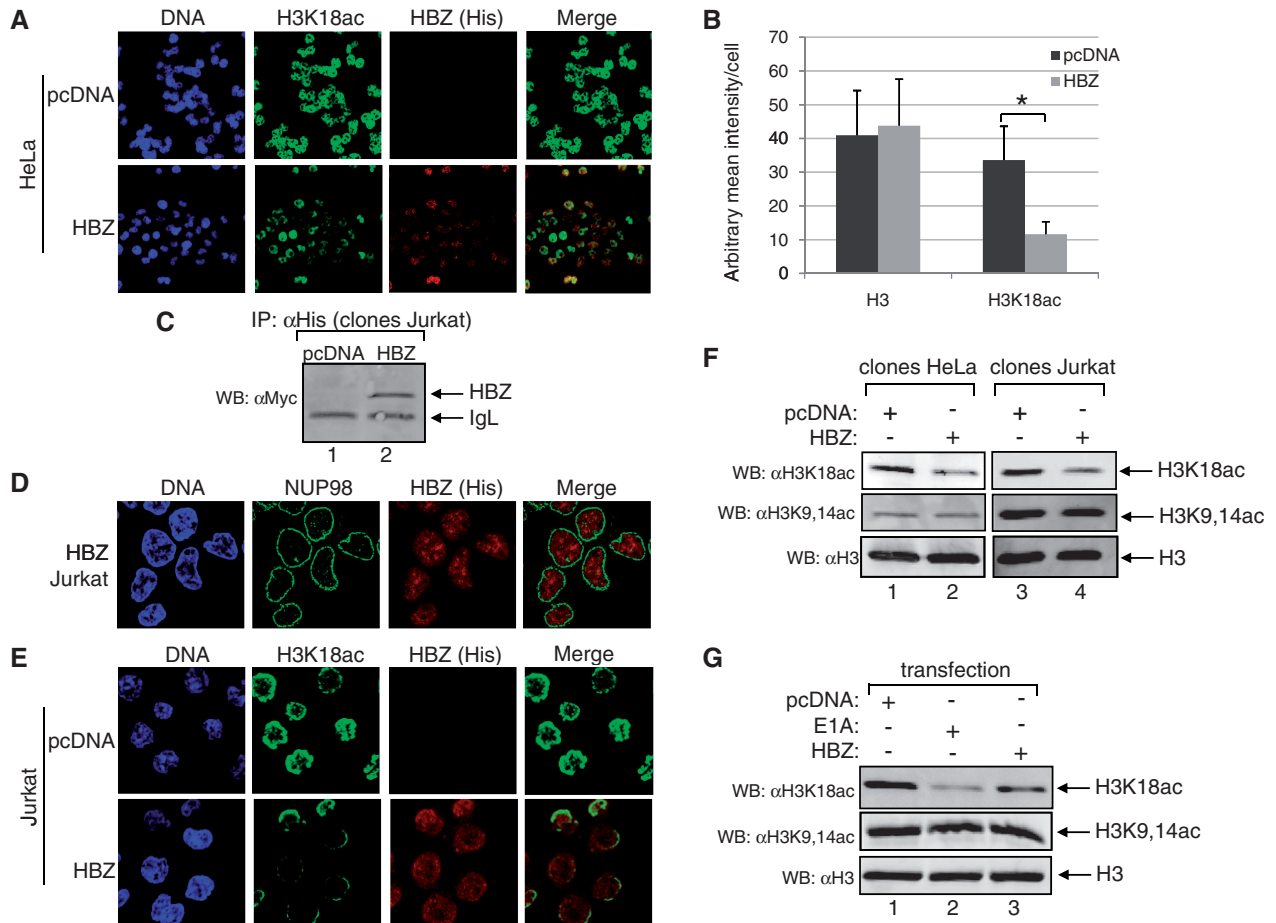 A
DNA H3K18ac HBZ (His) Merge
HeLa
pcDNA
HBZ
B
Arbitrary mean intensity/cell
70
60
50
40
30
20
10
0
pcDNA
HBZ
*
H3 H3K18ac
C
IP: αHis (clones Jurkat)
pcDNA HBZ
WB: αMyc
HBZ
IgL
1 2
D
DNA NUP98 HBZ (His) Merge
HBZ
Jurkat
E
DNA H3K18ac HBZ (His) Merge
Jurkat
pcDNA
HBZ
F
clones HeLa clones Jurkat
pcDNA: + - + -
HBZ: - + - +
WB: αH3K18ac H3K18ac
WB: αH3K9,14ac H3K9,14ac
WB: αH3 H3
1 2 3 4
G
transfection
pcDNA: + - -
E1A: - + -
HBZ: - - +
WB: αH3K18ac H3K18ac
WB: αH3K9,14ac H3K9,14ac
WB: αH3 H3
1 2 3